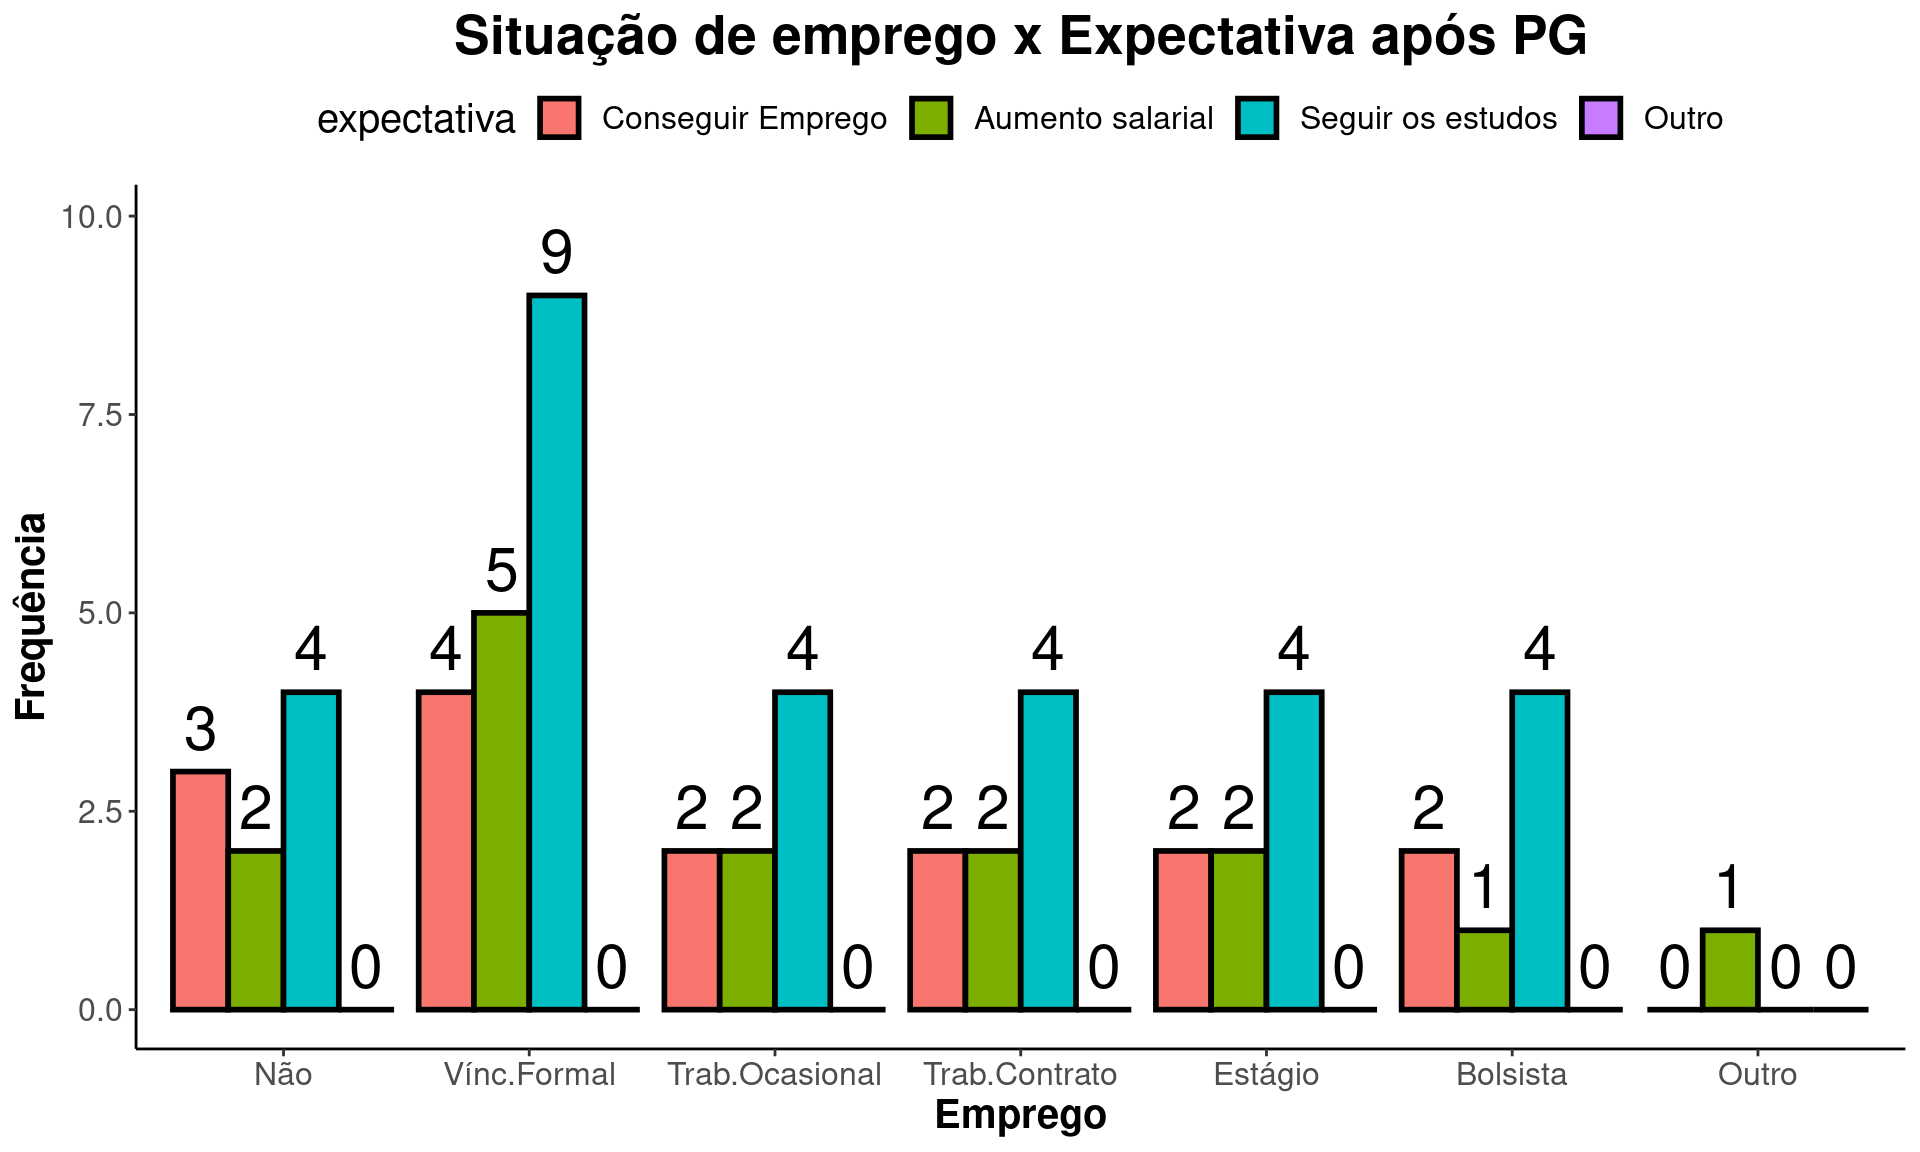 Situação de emprego x Expectativa após PG
expectativa Conseguir Emprego Aumento salarial Seguir os estudos Outro
Frequência
10.0
7.5
5.0
2.5
0.0
3 2 4 0
4 5 9 0
2 2 4 0
2 2 4 0
2 2 4 0
2 1 4 0
0 1 0 0
Não Vínc.Formal Trab.Ocasional Trab.Contrato Estágio Bolsista Outro
Emprego